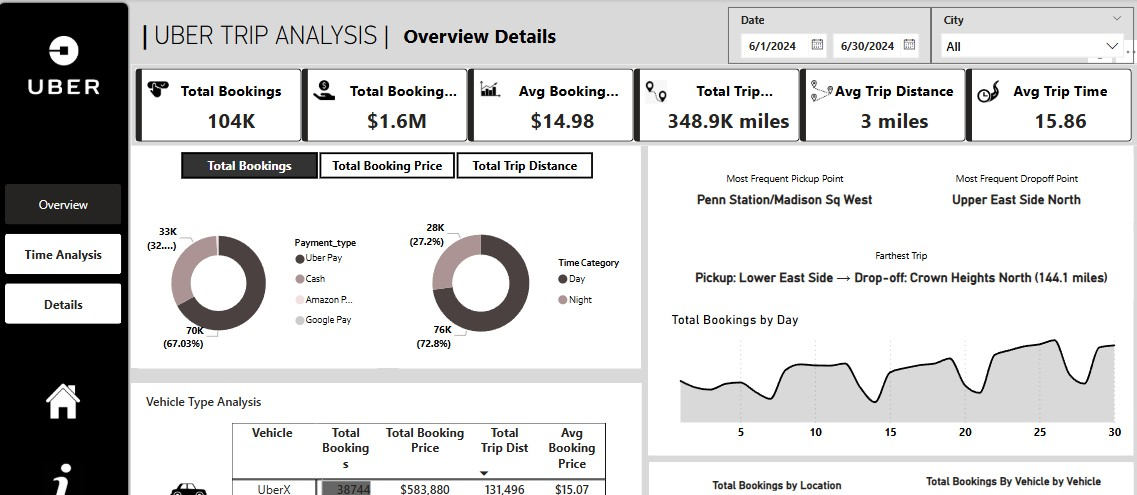 UBER
| UBER TRIP ANALYSIS | Overview Details
Date
6/1/2024 6/30/2024
City
All
Total Bookings
104K
Total Booking...
$1.6M
Avg Booking...
$14.98
Total Trip...
348.9K miles
Avg Trip Distance
3 miles
Avg Trip Time
15.86
Overview
Time Analysis
Details
Total Bookings Total Booking Price Total Trip Distance
33K
(32....)
70K
(67.03%)
Payment_type
Uber Pay
Cash
Amazon P...
Google Pay
28K
(27.2%)
76K
(72.8%)
Time Category
Day
Night
Most Frequent Pickup Point
Penn Station/Madison Sq West
Most Frequent Dropoff Point
Upper East Side North
Farthest Trip
Pickup: Lower East Side → Drop-off: Crown Heights North (144.1 miles)
Total Bookings by Day
5 10 15 20 25 30
Vehicle Type Analysis
Vehicle
Total
Booking
s
Total Booking
Price
Total
Trip Dist
Avg
Booking
Price
UberX 38744 $583,880 131,496 $15.07
Total Bookings by Location
Total Bookings By Vehicle by Vehicle